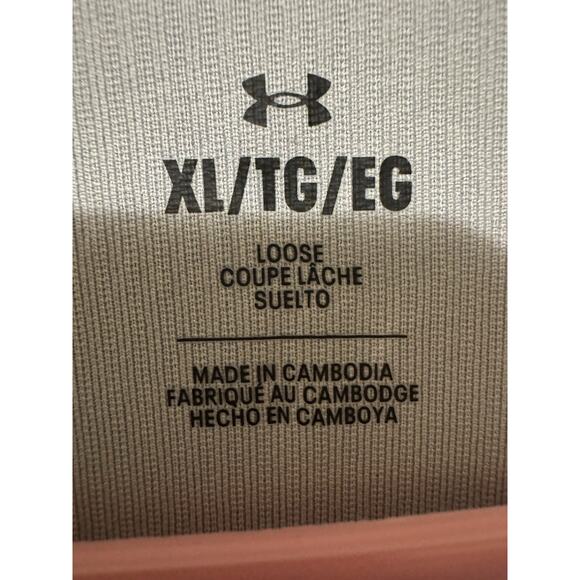 XL/TG/EG
LOOSE
COUPE LÂCHE
SUELTO
MADE IN CAMBODIA
FABRIQUÉ AU CAMBODGE
HECHO EN CAMBOYA